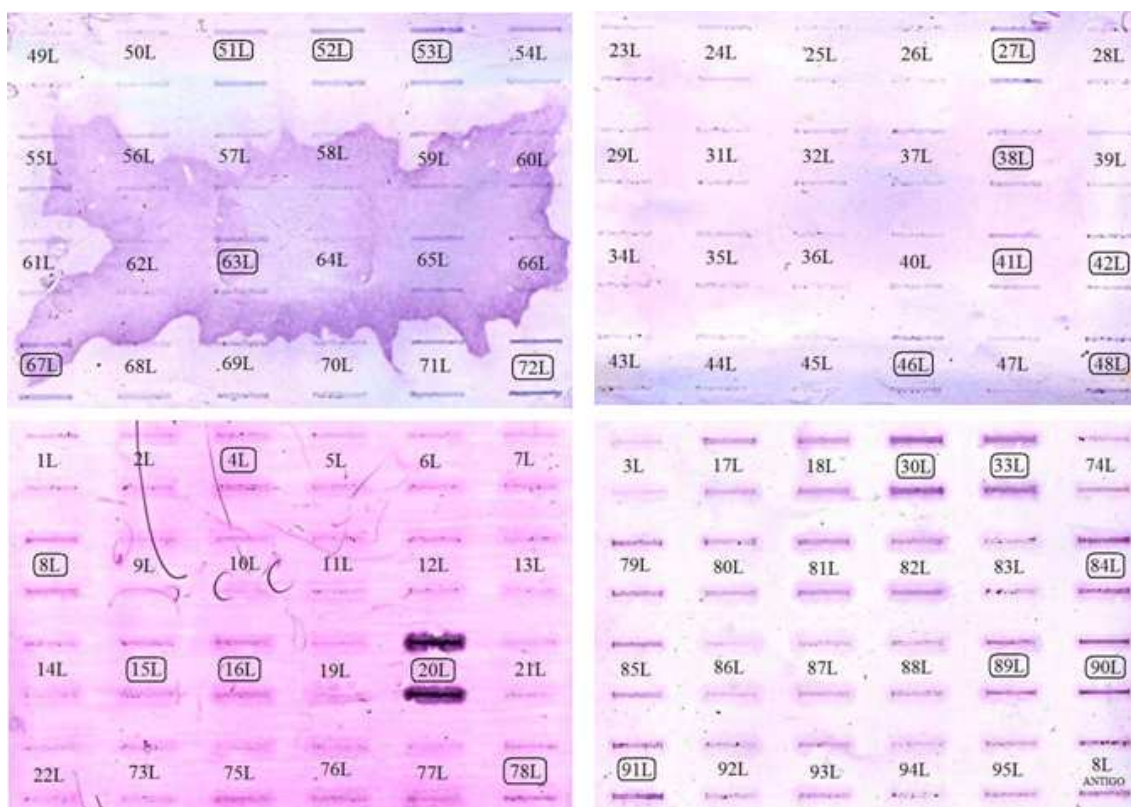 49L 50L 51L 52L 53L 54L
55L 56L 57L 58L 59L 60L
61L 62L 63L 64L 65L 66L
67L 68L 69L 70L 71L 72L
23L 24L 25L 26L 27L 28L
29L 31L 32L 37L 38L 39L
34L 35L 36L 40L 41L 42L
43L 44L 45L 46L 47L 48L
1L 2L 4L 5L 6L 7L
8L 9L 10L 11L 12L 13L
14L 15L 16L 19L 20L 21L
22L 73L 75L 76L 77L 78L
3L 17L 18L 30L 33L 74L
79L 80L 81L 82L 83L 84L
85L 86L 87L 88L 89L 90L
91L 92L 93L 94L 95L 8L
ANTIGO